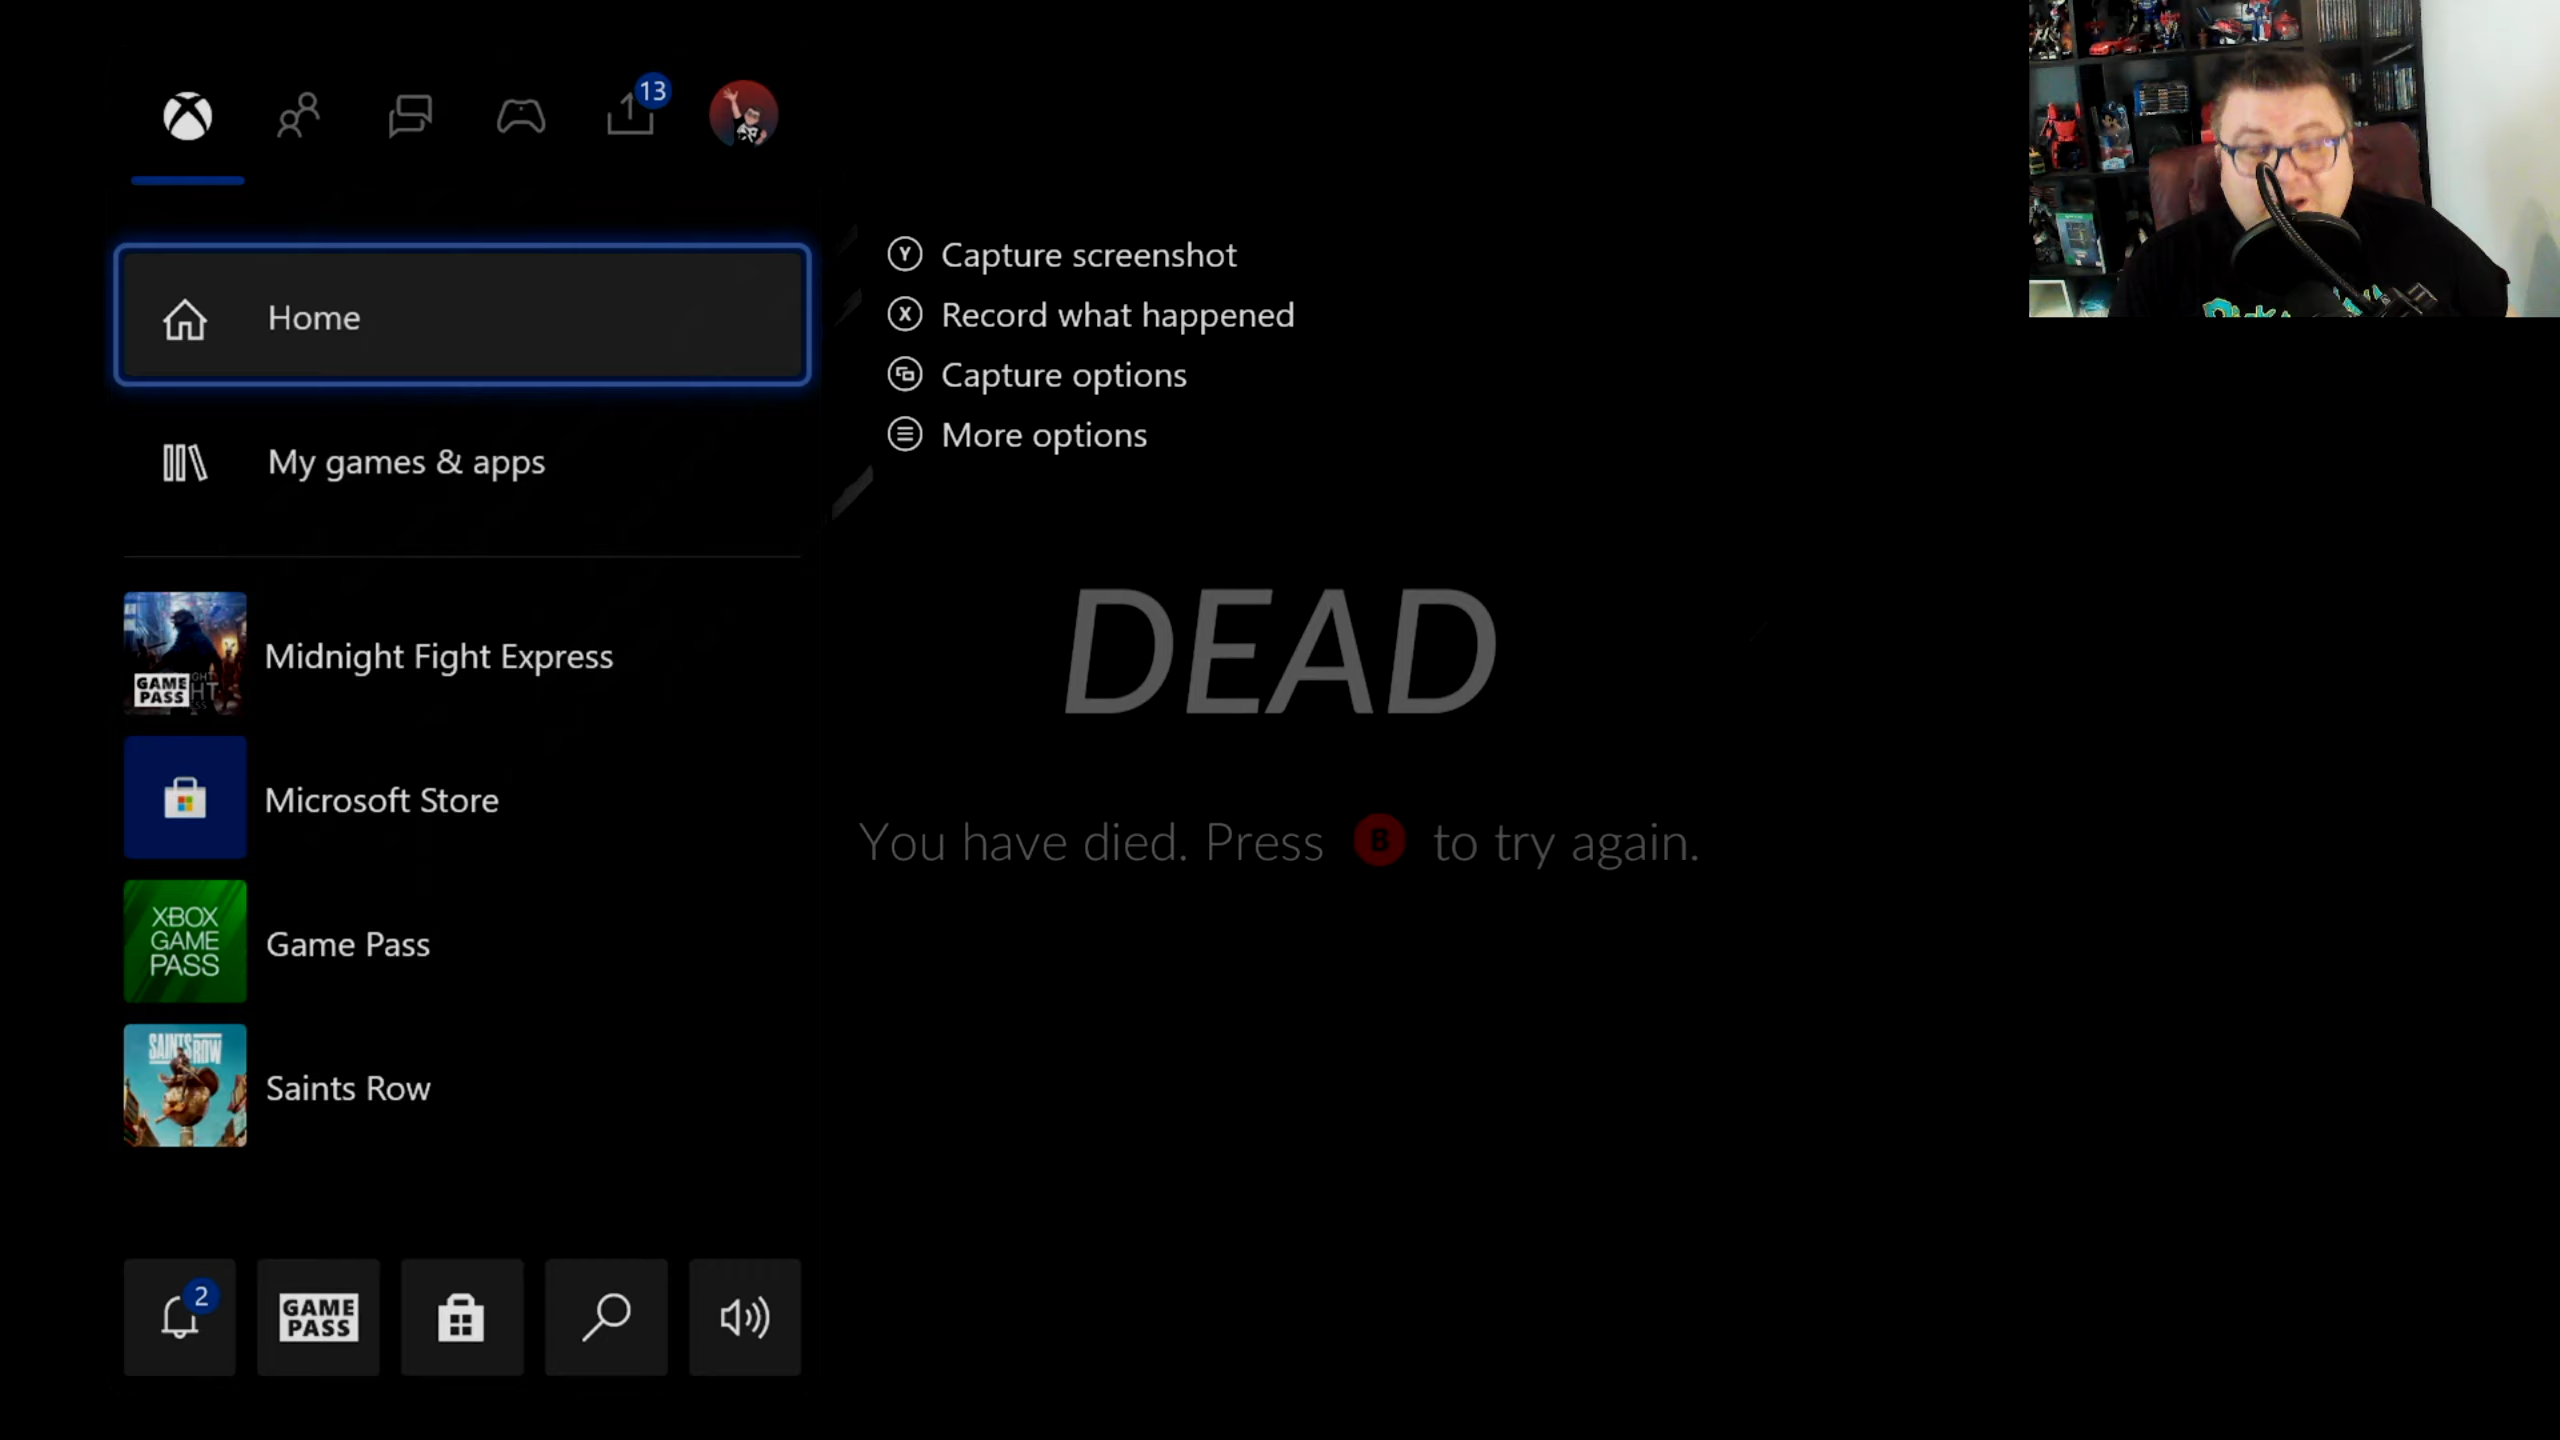 13
Home
My games & apps
Capture screenshot
Record what happened
Capture options
More options
GAME
PASS
Midnight Fight Express
Microsoft Store
XBOX
GAME
PASS
Game Pass
SAINTS ROW
Saints Row
DEAD
You have died. Press B to try again.
2
GAME
PASS